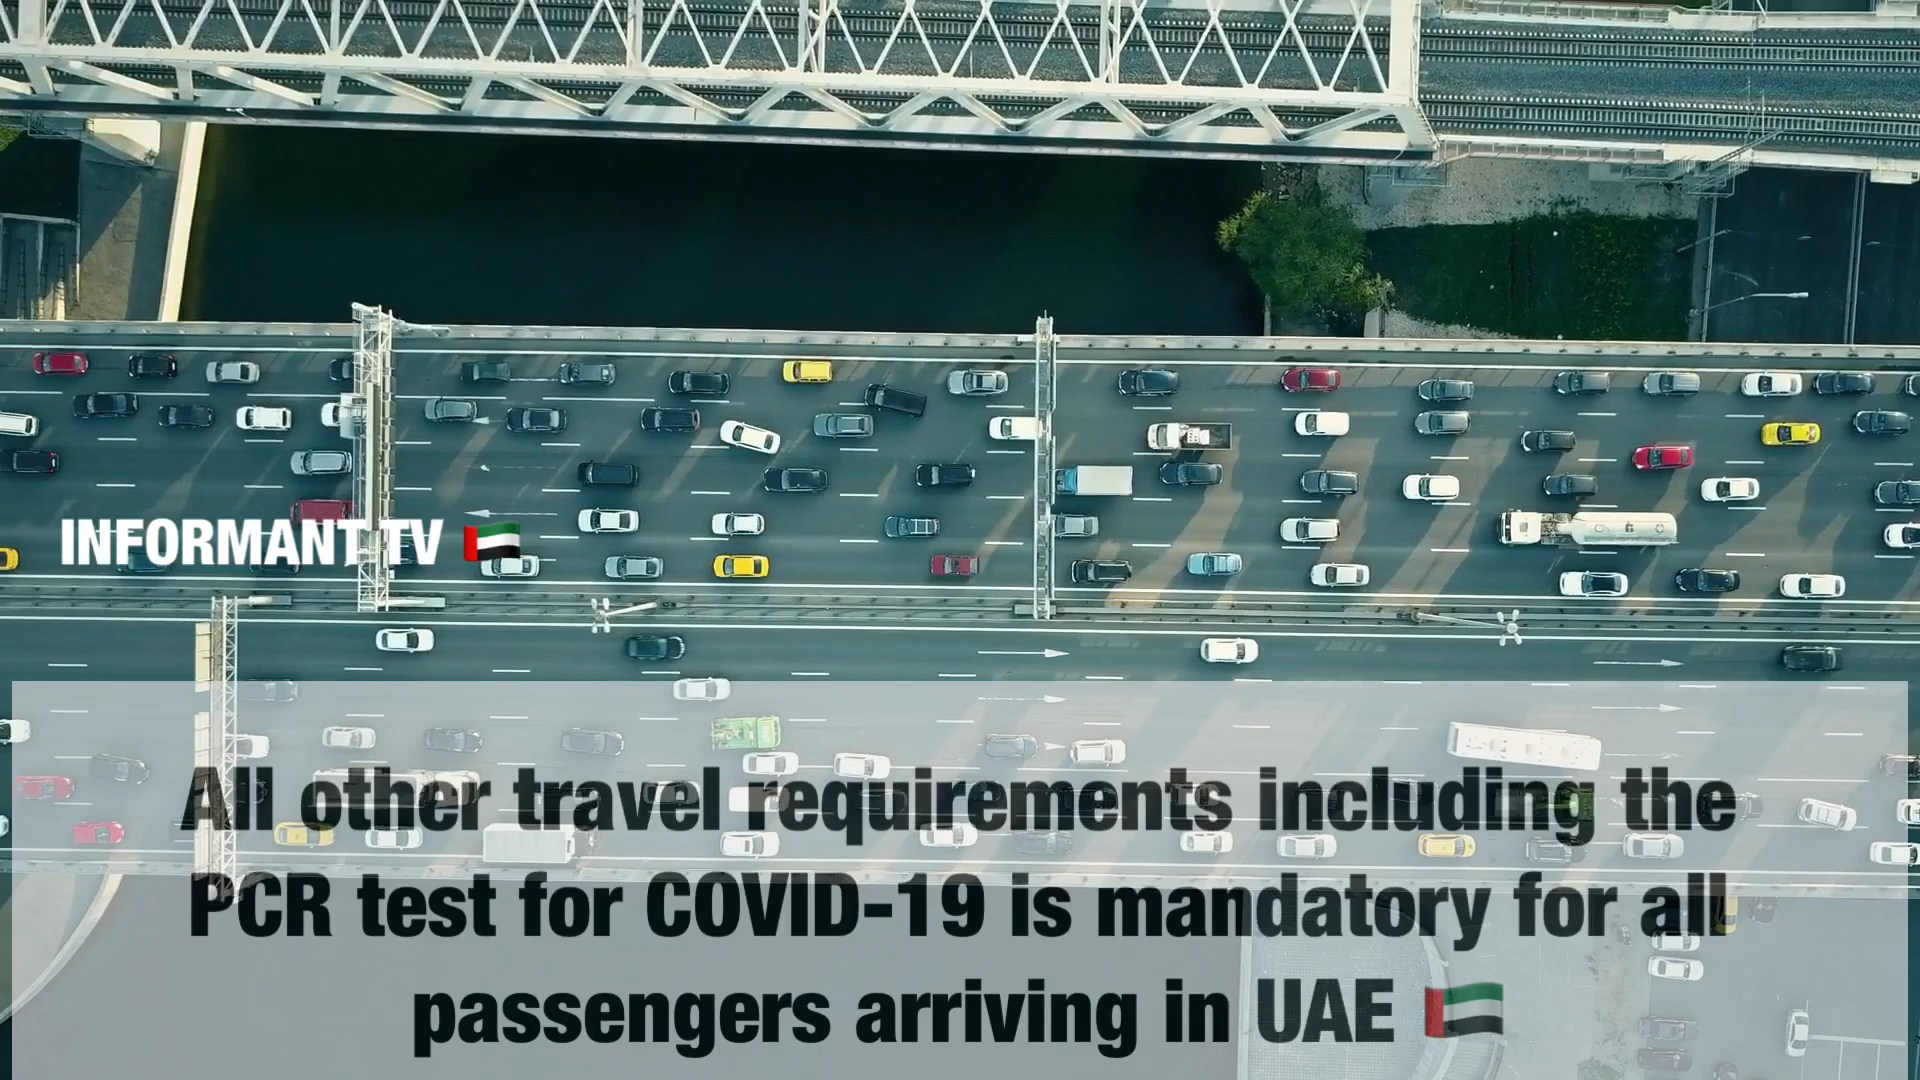 INFORMANT TV 🇦🇪
All other travel requirements including the
PCR test for COVID-19 is mandatory for all
passengers arriving in UAE 🇦🇪